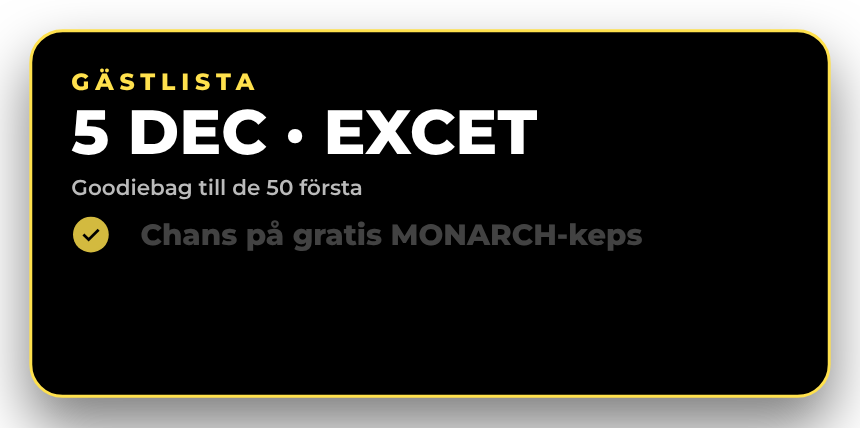 GÄSTLISTA
5 DEC • EXCET
Goodiebag till de 50 första
Chans på gratis MONARCH-keps